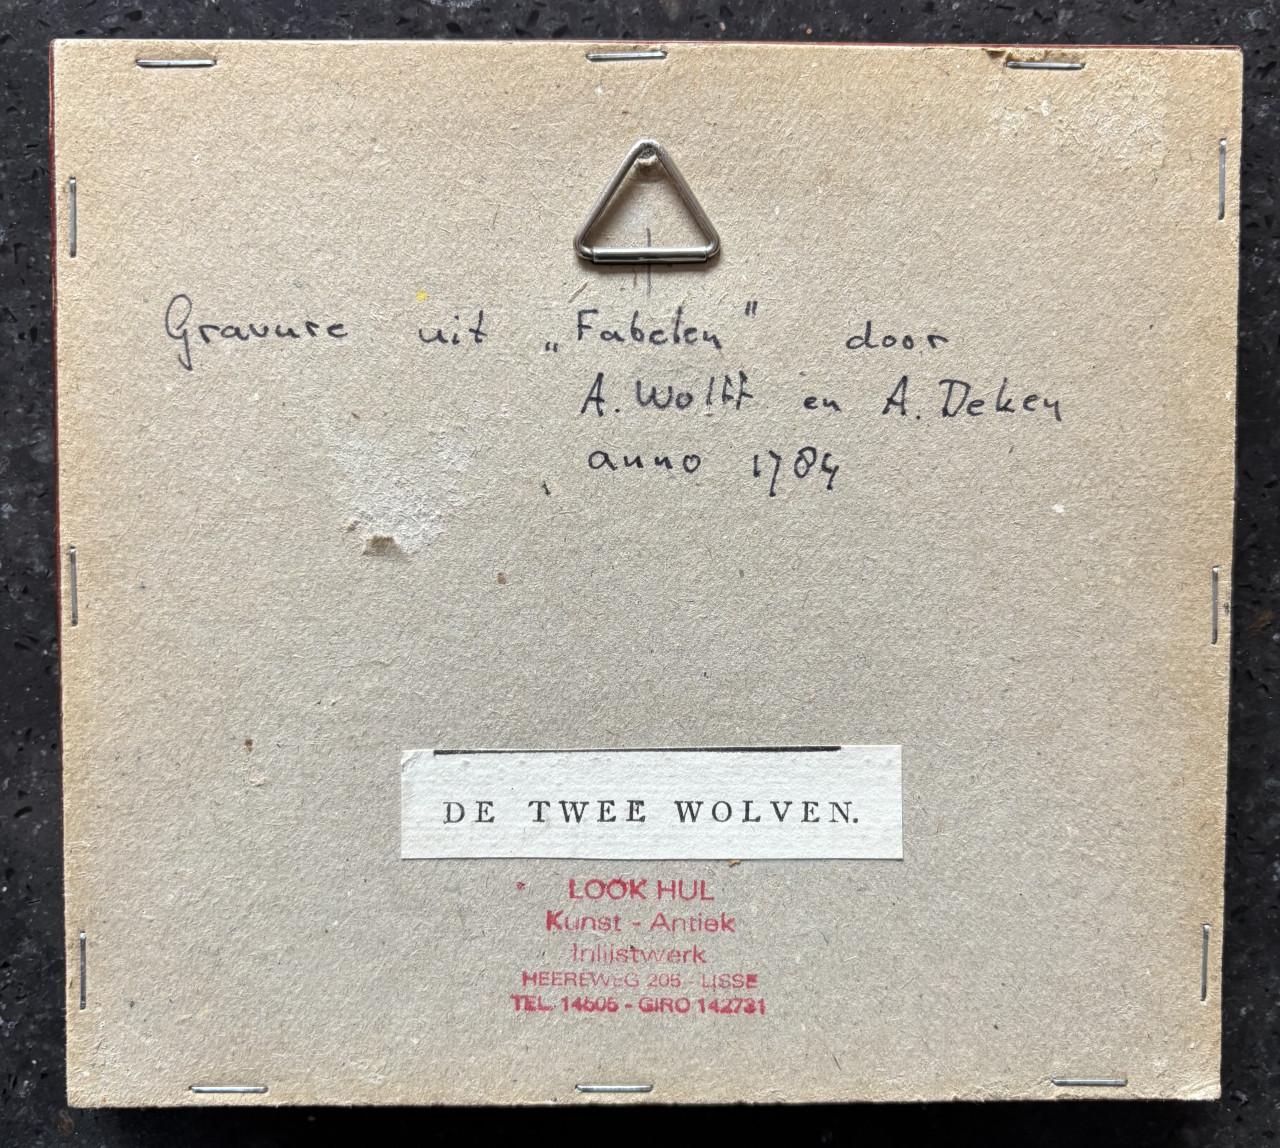 Gravure uit „Fabelen" door
A. Wolff en A. Deken
anno 1784
DE TWEE WOLVEN.
LOOK HUL
Kunst - Antiek
Inlijstwerk
HEEREWEG 205 - LISSE
TEL. 14505 - GIRO 142731